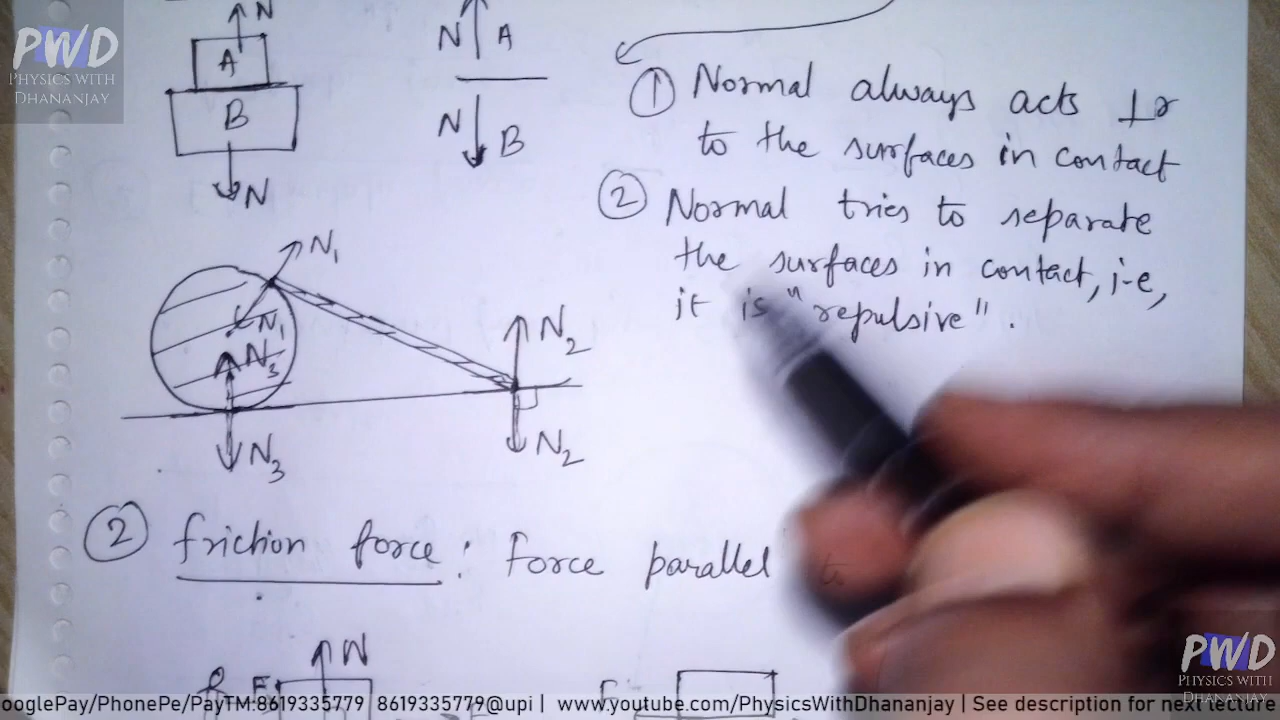 PWD
PHYSICS WITH
DHANANJAY
N
A
B
N
N A
N B
① Normal always acts ⊥r
to the surfaces in contact
② Normal tries to separate
the surfaces in contact, i-e,
it is "repulsive".
N₁
N₁
N₃
N₂
N₂
N₃
② friction force : Force parallel
N
PWD
PHYSICS WITH
DHANANJAY
ooglePay/PhonePe/PayTM:8619335779 8619335779@upi | www.youtube.com/PhysicsWithDhananjay | See description for next lecture